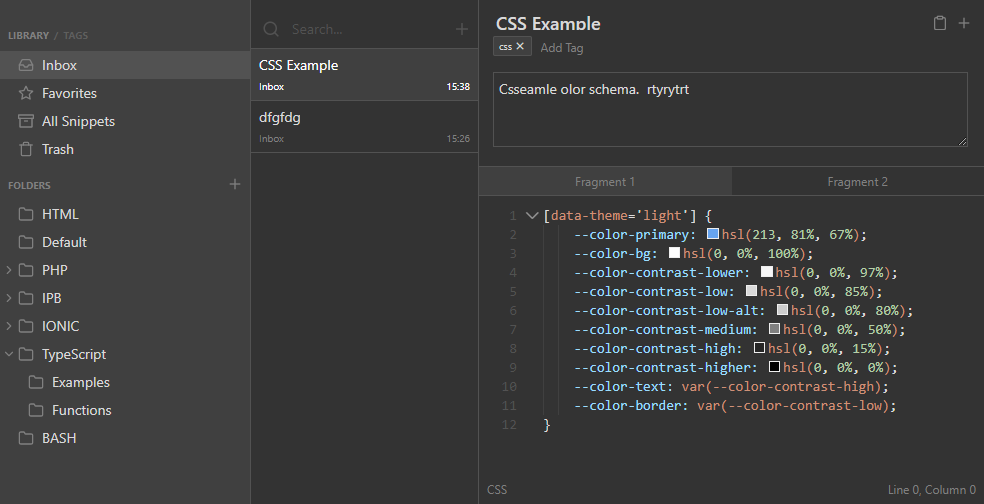 LIBRARY / TAGS
Inbox
Favorites
All Snippets
Trash
FOLDERS
HTML
Default
PHP
IPB
IONIC
TypeScript
Examples
Functions
BASH
Search...
CSS Example
Inbox 15:38
dfgfdg
Inbox 15:26
CSS Example
css Add Tag
Csseamle olor schema.  rtyrytrt
Fragment 1 Fragment 2
1 [data-theme='light'] {
2 --color-primary: hsl(213, 81%, 67%);
3 --color-bg: hsl(0, 0%, 100%);
4 --color-contrast-lower: hsl(0, 0%, 97%);
5 --color-contrast-low: hsl(0, 0%, 85%);
6 --color-contrast-low-alt: hsl(0, 0%, 80%);
7 --color-contrast-medium: hsl(0, 0%, 50%);
8 --color-contrast-high: hsl(0, 0%, 15%);
9 --color-contrast-higher: hsl(0, 0%, 0%);
10 --color-text: var(--color-contrast-high);
11 --color-border: var(--color-contrast-low);
12 }
CSS Line 0, Column 0